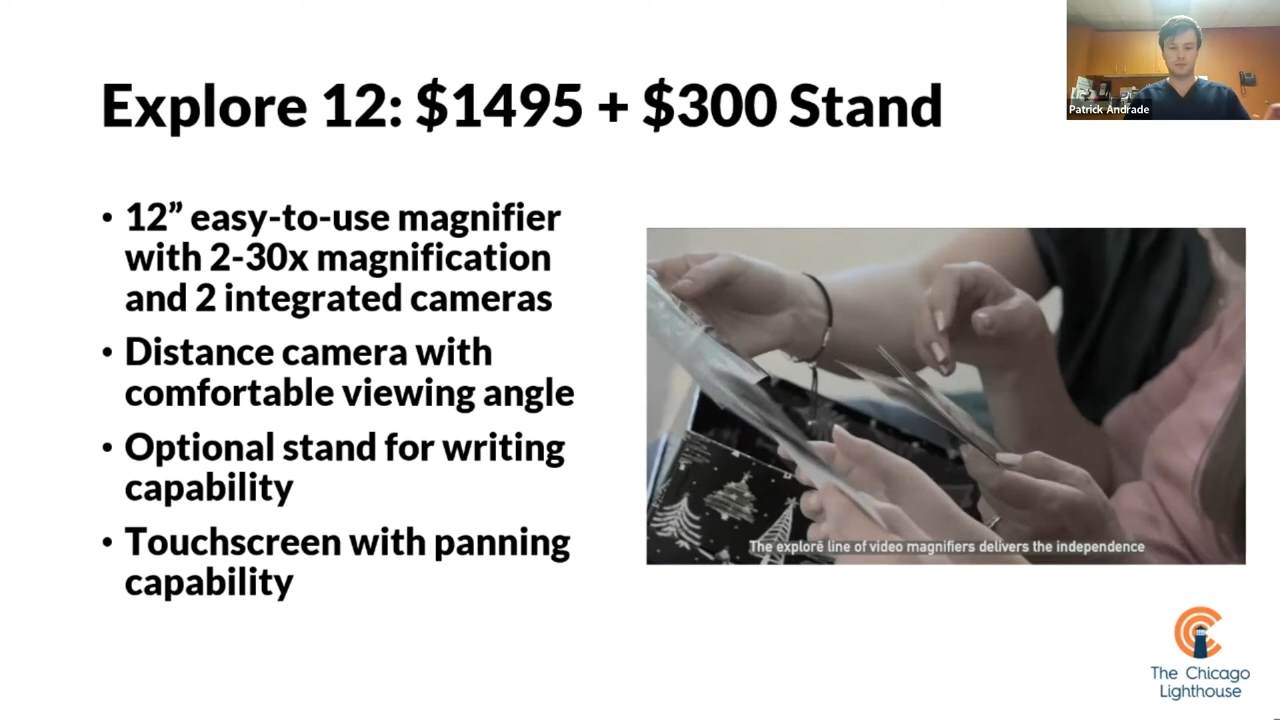 Explore 12: $1495 + $300 Stand
Patrick Andrade
• 12” easy-to-use magnifier
with 2-30x magnification
and 2 integrated cameras
• Distance camera with
comfortable viewing angle
• Optional stand for writing
capability
• Touchscreen with panning
capability
The explorē line of video magnifiers delivers the independence
The Chicago
Lighthouse